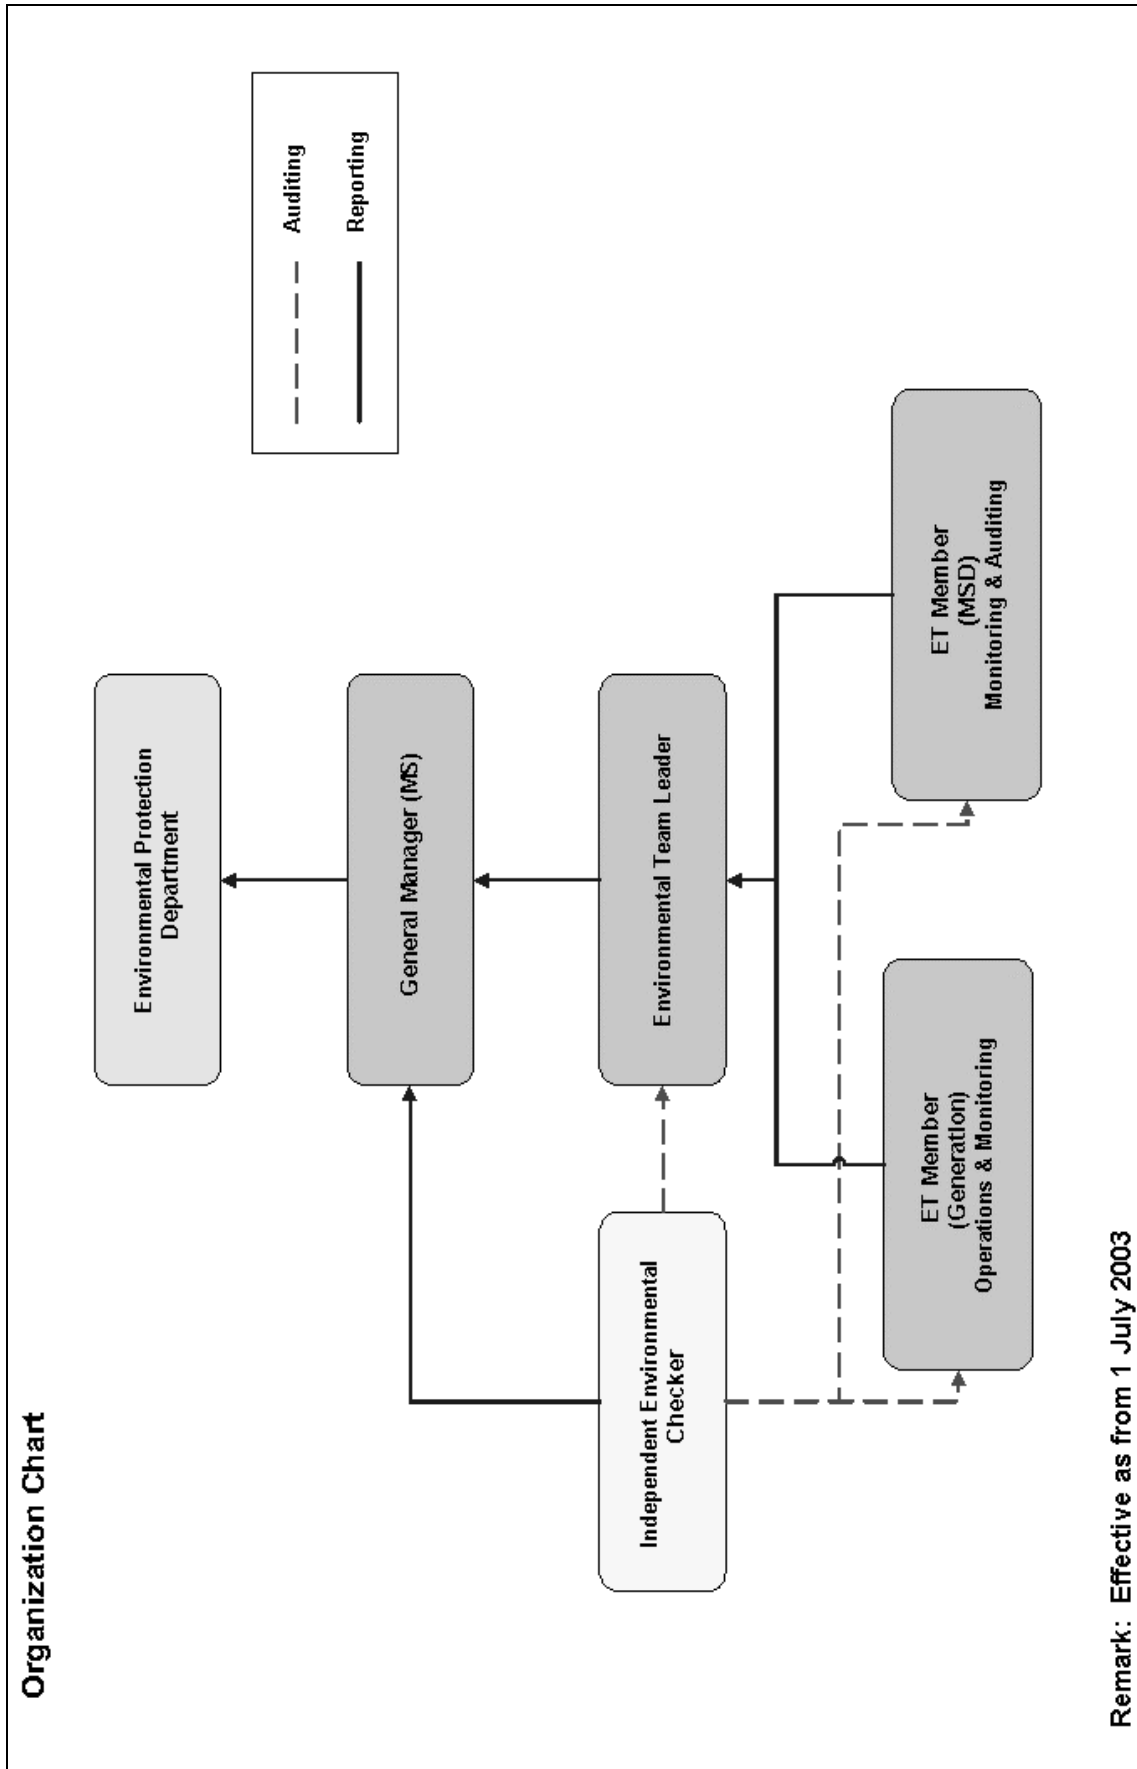 Organization Chart
Environmental Protection
Department
Auditing
Reporting
General Manager (MS)
Independent Environmental
Checker
Environmental Team Leader
ET Member
(Generation)
Operations & Monitoring
ET Member
(MSD)
Monitoring & Auditing
Remark: Effective as from 1 July 2003